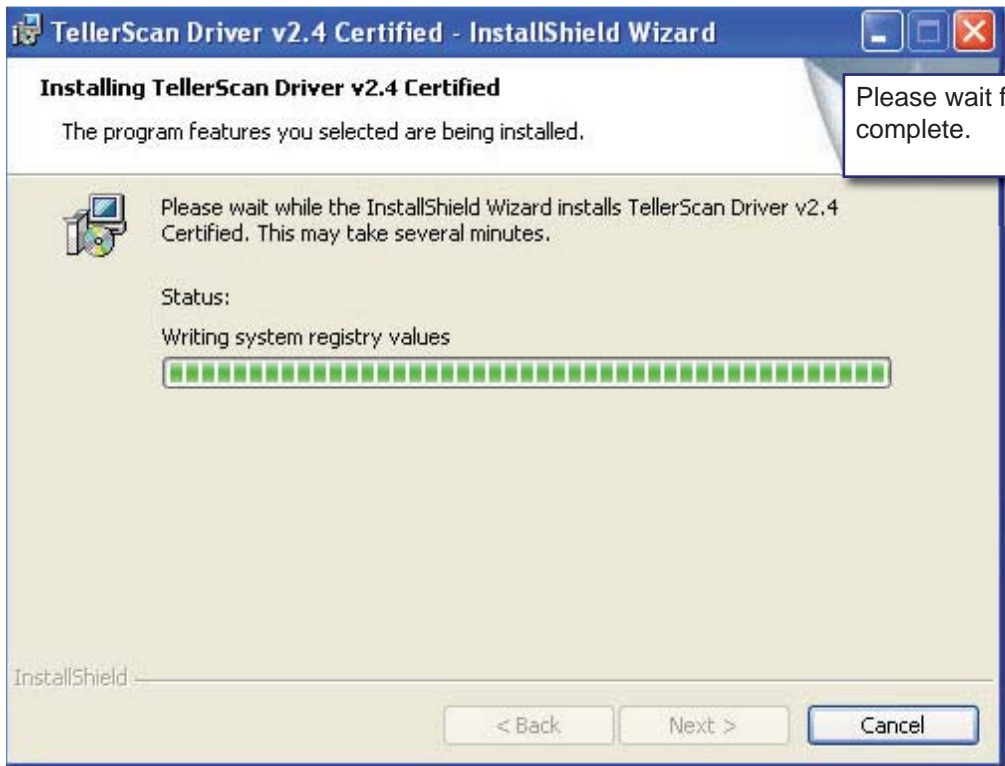 TellerScan Driver v2.4 Certified - InstallShield Wizard
Installing TellerScan Driver v2.4 Certified
The program features you selected are being installed.
Please wait
complete.
Please wait while the InstallShield Wizard installs TellerScan Driver v2.4
Certified. This may take several minutes.
Status:
Writing system registry values
InstallShield
< Back
Next >
Cancel